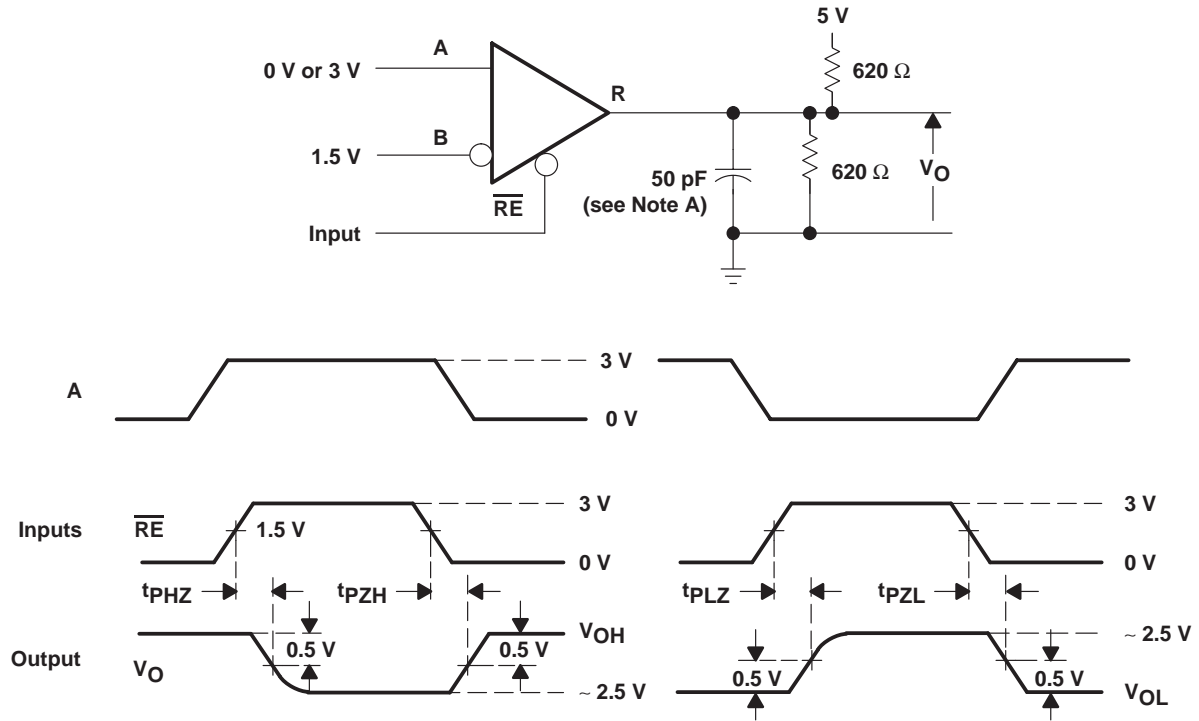 5 V
A
0 V or 3 V
620 Ω
R
B
1.5 V
50 pF
(see Note A)
620 Ω
VO
RE
Input
A
3 V
0 V
Inputs
RE
1.5 V
3 V
0 V
3 V
0 V
tPHZ
tPZH
tPLZ
tPZL
Output
VO
0.5 V
0.5 V
VOH
~ 2.5 V
0.5 V
0.5 V
~ 2.5 V
VOL